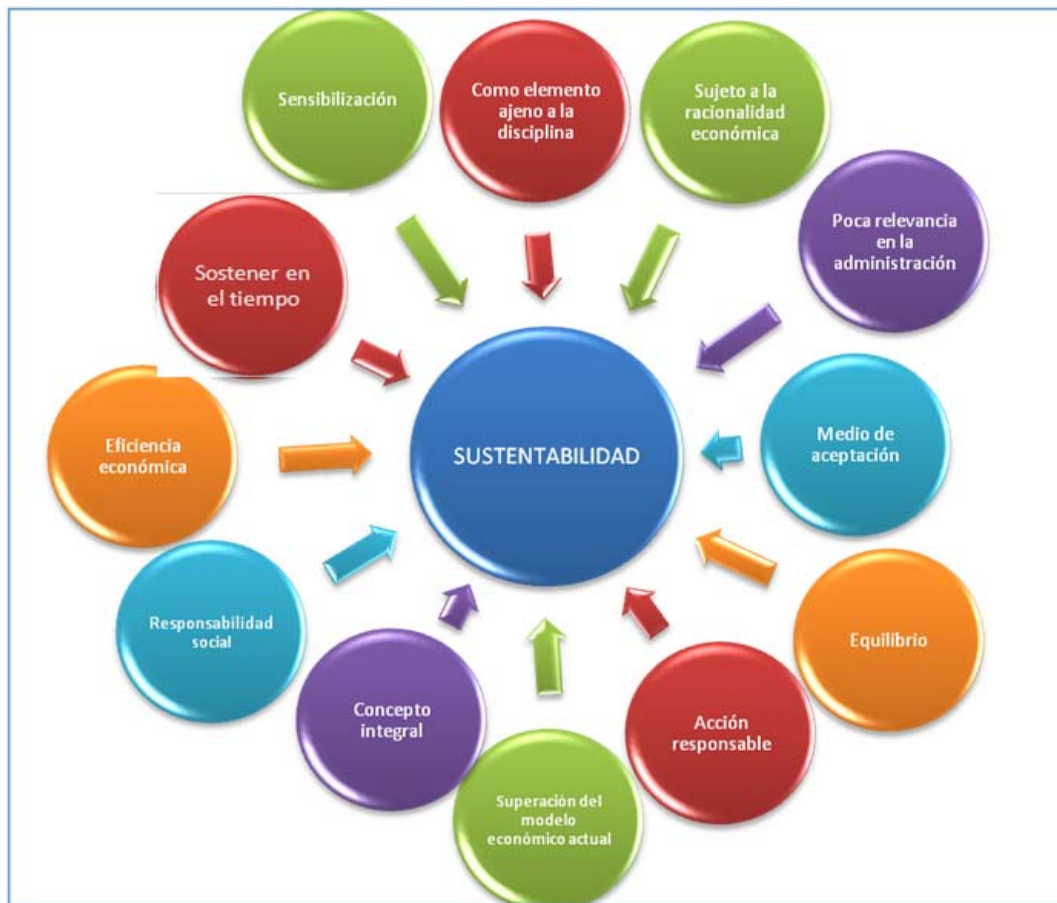 Sensibilización
Como elemento
ajeno a la
disciplina
Sujeto a la
racionalidad
económica
Poca relevancia
en la
administración
Sostener en
el tiempo
SUSTENTABILIDAD
Medio de
aceptación
Eficiencia
económica
Responsabilidad
social
Equilibrio
Concepto
integral
Acción
responsable
Superación del
modelo
económico actual